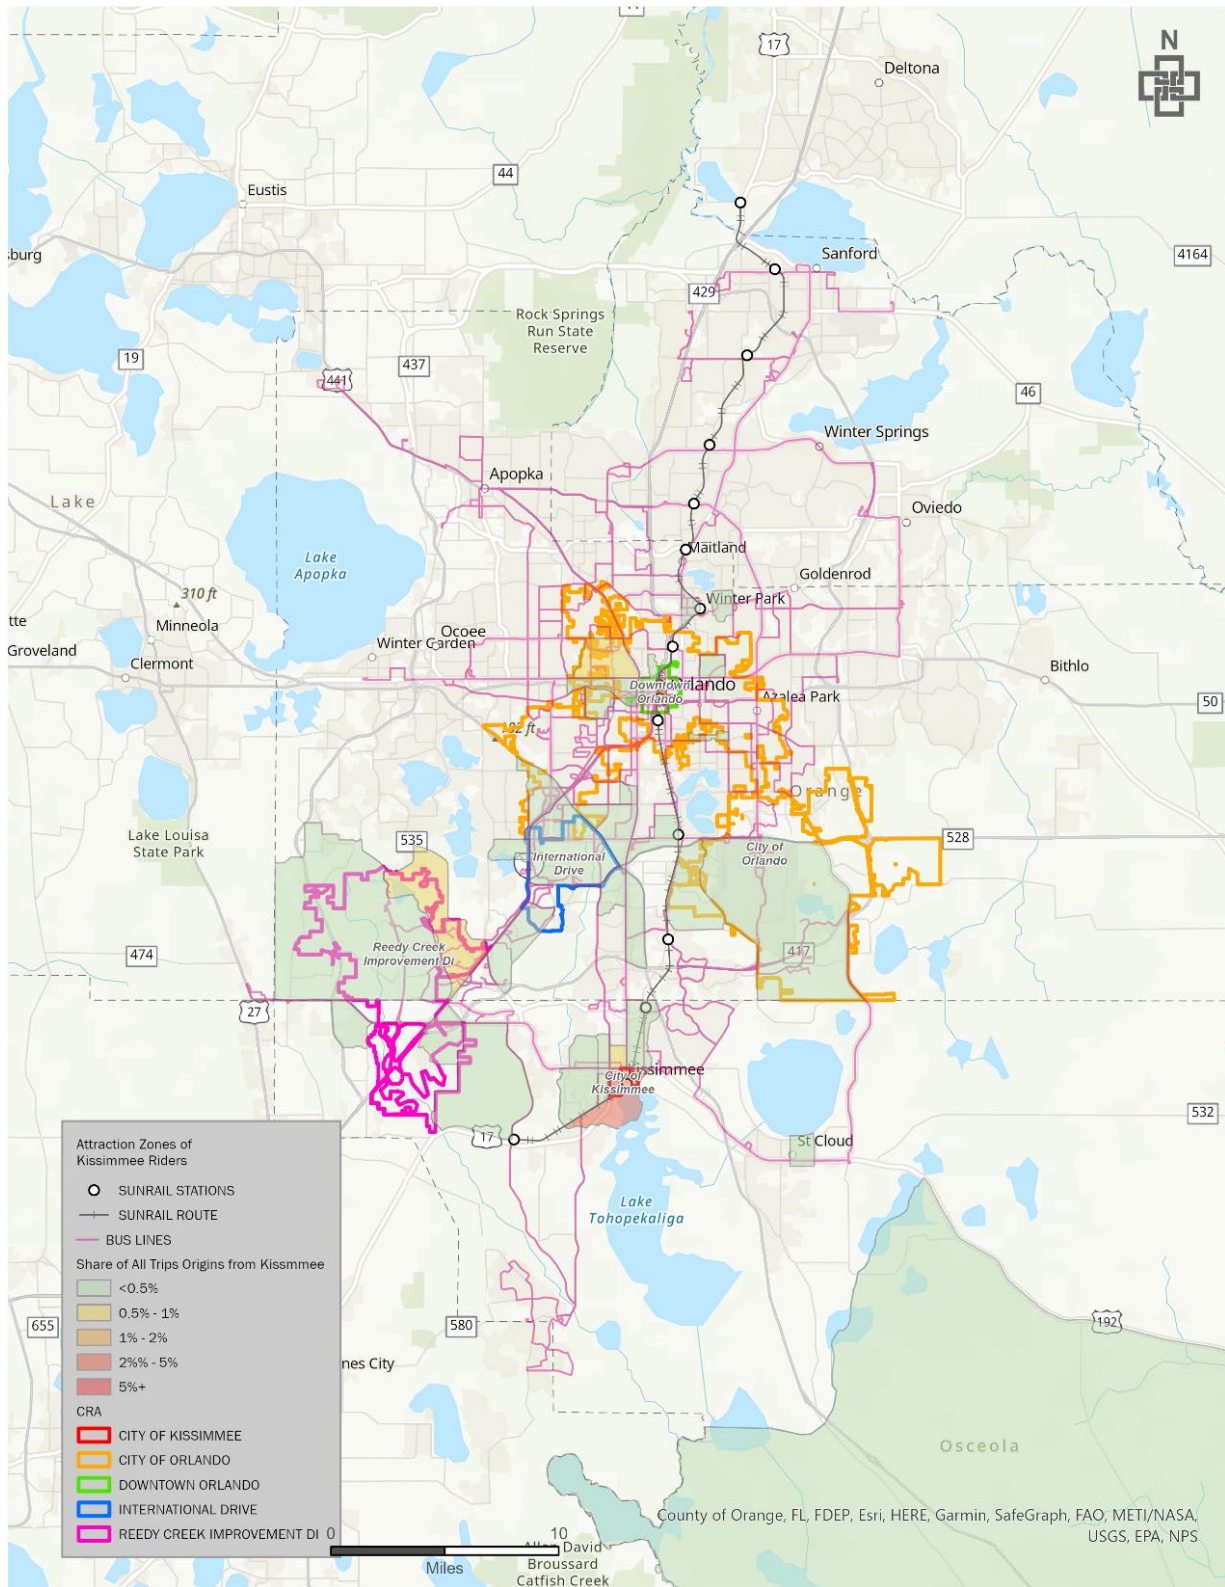 44
17
N
Deltona
44
Eustis
sburg
Sanford
4164
429
Rock Springs
Run State
Reserve
19
437
441
46
Winter Springs
Apopka
Lake
Oviedo
Maitland
Lake
Apopka
Goldenrod
310 ft
Winter Park
tte
Minneola
Ocoee
Groveland
Winter Garden
Clermont
Bithlo
Downtown
Orlando
Orlando
Azalea Park
50
182 ft
Orange
Lake Louisa
State Park
535
528
City of
Orlando
International
Drive
Reedy Creek
Improvement Di
474
417
27
City of
Kissimmee
Kissimmee
532
17
St Cloud
Lake
Tohopekaliga
Attraction Zones of
Kissimmee Riders
SUNRAIL STATIONS
SUNRAIL ROUTE
BUS LINES
Share of All Trips Origins from Kissmmee
<0.5%
0.5% - 1%
1% - 2%
2%% - 5%
5%+
CRA
CITY OF KISSIMMEE
CITY OF ORLANDO
DOWNTOWN ORLANDO
INTERNATIONAL DRIVE
REEDY CREEK IMPROVEMENT DI
655
580
192
nes City
Osceola
0
10
Miles
Allen David
Broussard
Catfish Creek
County of Orange, FL, FDEP, Esri, HERE, Garmin, SafeGraph, FAO, METI/NASA,
USGS, EPA, NPS